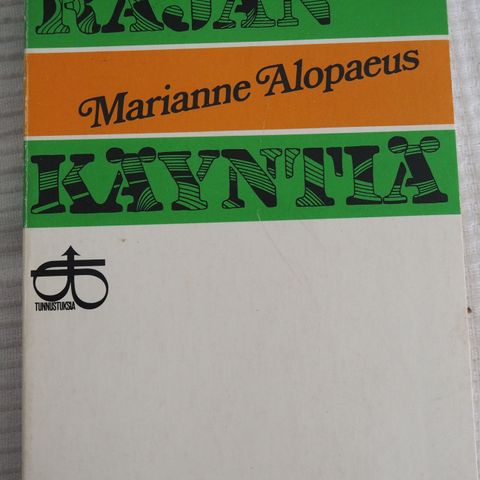 RAJAN
Marianne Alopaeus
KÄYNTIÄ
TUNNUSTUKSIA